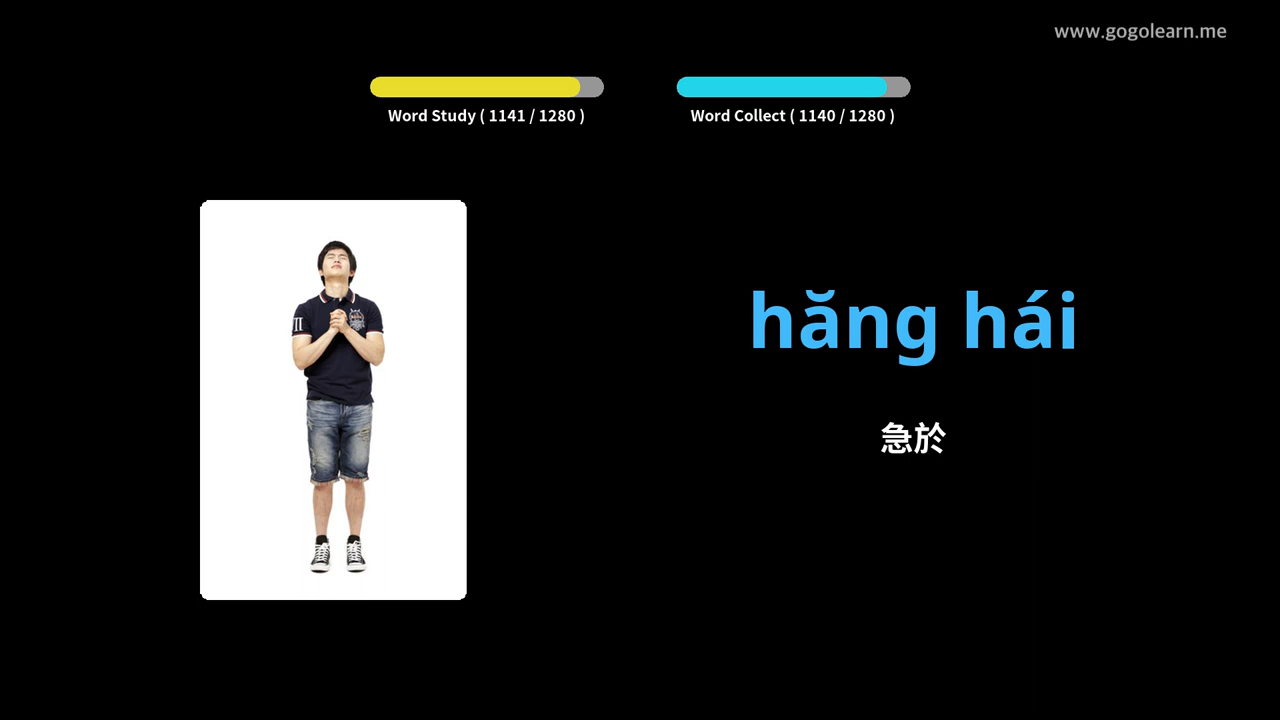 www.gogolearn.me
Word Study ( 1141 / 1280 )
Word Collect ( 1140 / 1280 )
hăng hái
急於